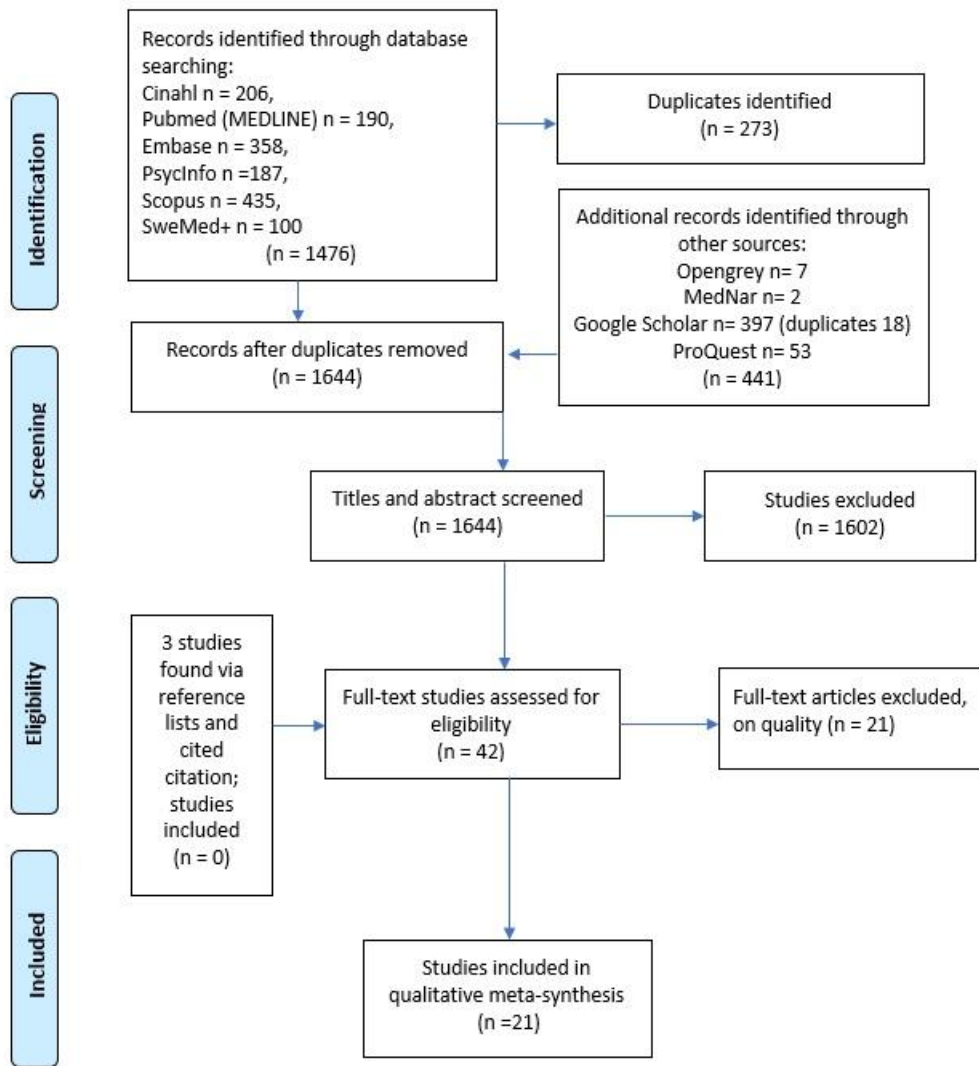 Identification
Records identified through database
searching:
Cinahl n = 206,
Pubmed (MEDLINE) n = 190,
Embase n = 358,
PsycInfo n =187,
Scopus n = 435,
SweMed+ n = 100
(n = 1476)
Duplicates identified
(n = 273)
Additional records identified through
other sources:
Opengrey n= 7
MedNar n= 2
Google Scholar n= 397 (duplicates 18)
ProQuest n= 53
(n = 441)
Screening
Records after duplicates removed
(n = 1644)
Titles and abstract screened
(n = 1644)
Studies excluded
(n = 1602)
Eligibility
3 studies
found via
reference
lists and
cited
citation;
studies
included
(n = 0)
Full-text studies assessed for
eligibility
(n = 42)
Full-text articles excluded,
on quality (n = 21)
Included
Studies included in
qualitative meta-synthesis
(n =21)